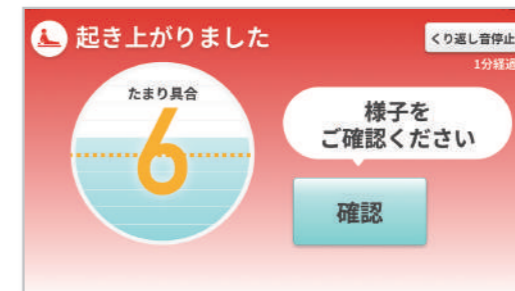 起き上がりました
くり返し音停止
1分経過
たまり具合
6
様子を
ご確認ください
確認